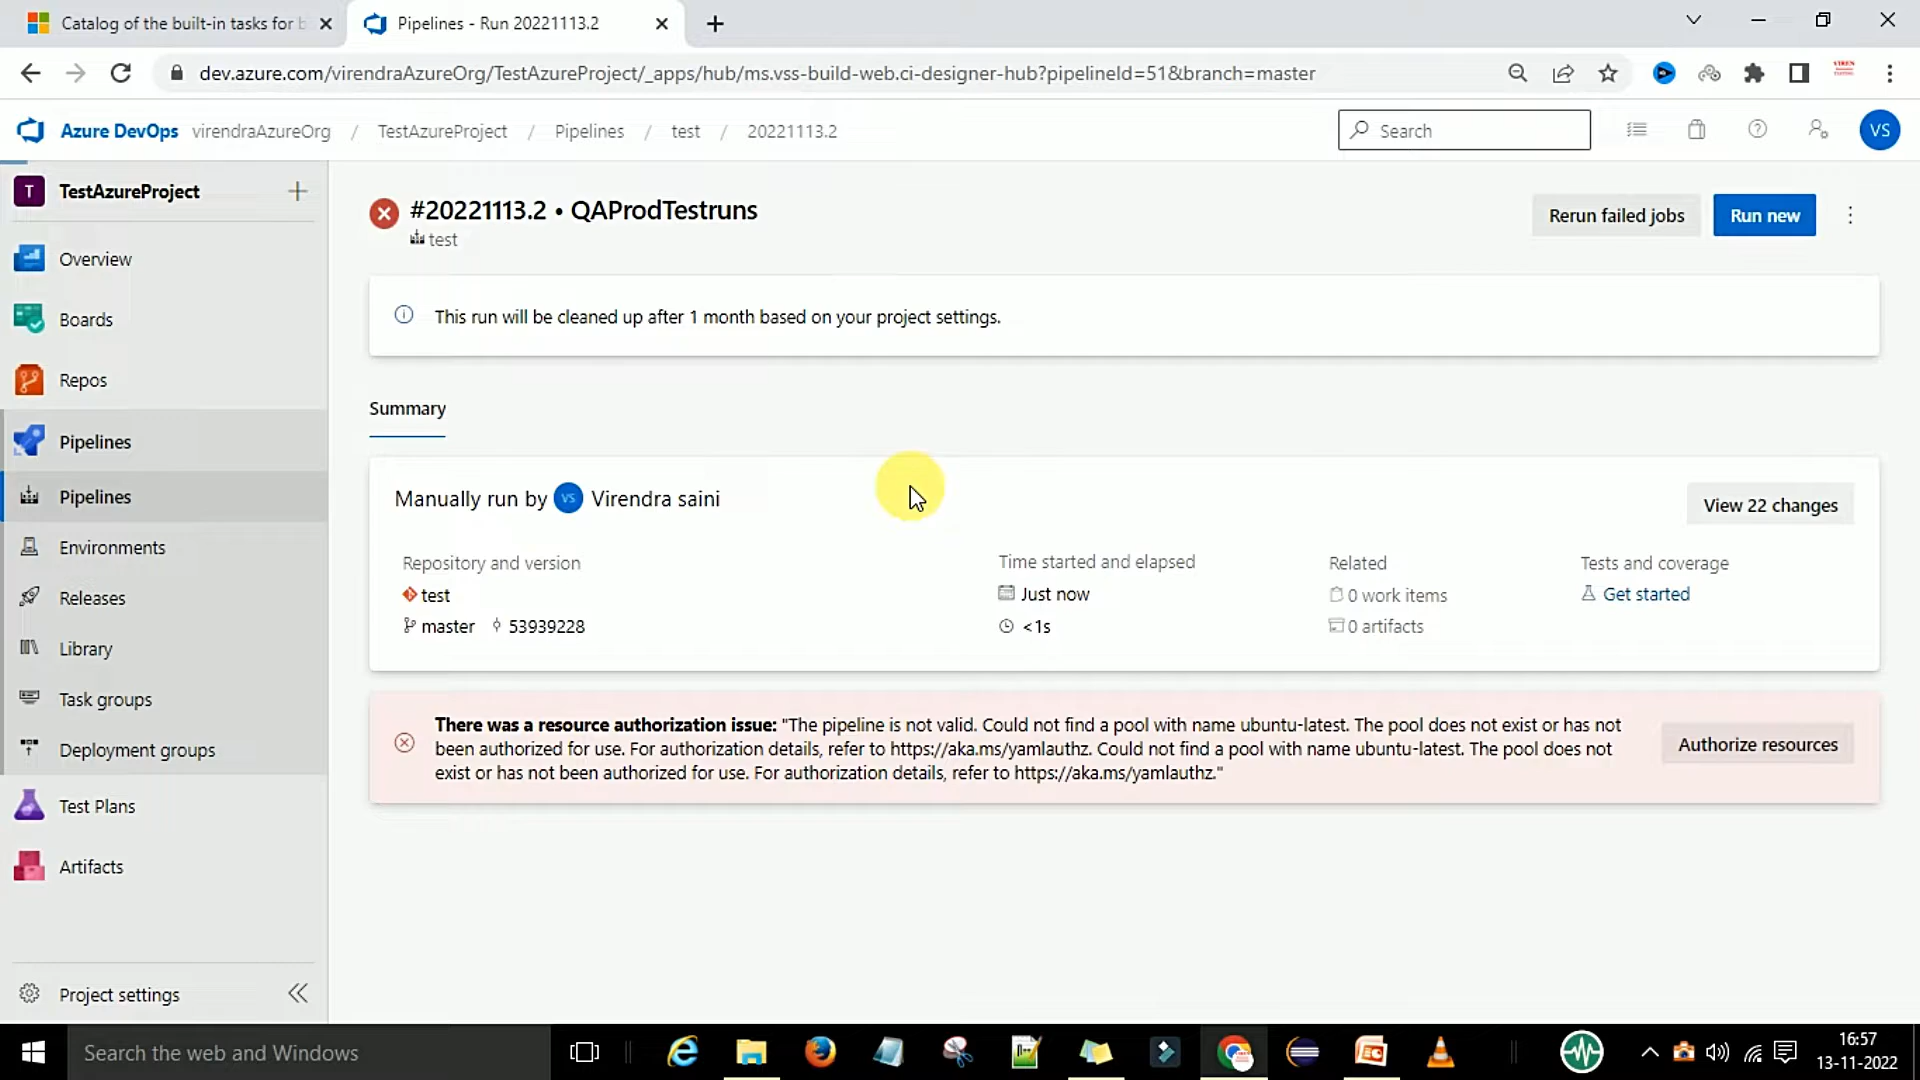 Catalog of the built-in tasks for b
Pipelines - Run 20221113.2
dev.azure.com/virendraAzureOrg/TestAzureProject/_apps/hub/ms.vss-build-web.ci-designer-hub?pipelineId=51&branch=master
Azure DevOps virendraAzureOrg / TestAzureProject / Pipelines / test / 20221113.2
Search
VS
T TestAzureProject
Overview
Boards
Repos
Pipelines
Pipelines
Environments
Releases
Library
Task groups
Deployment groups
Test Plans
Artifacts
Project settings
#20221113.2 • QAProdTestruns
test
Rerun failed jobs
Run new
This run will be cleaned up after 1 month based on your project settings.
Summary
Manually run by VS Virendra saini
View 22 changes
Repository and version
test
master 53939228
Time started and elapsed
Just now
<1s
Related
0 work items
0 artifacts
Tests and coverage
Get started
There was a resource authorization issue: "The pipeline is not valid. Could not find a pool with name ubuntu-latest. The pool does not exist or has not
been authorized for use. For authorization details, refer to https://aka.ms/yamlauthz. Could not find a pool with name ubuntu-latest. The pool does not
exist or has not been authorized for use. For authorization details, refer to https://aka.ms/yamlauthz."
Authorize resources
Search the web and Windows
16:57
13-11-2022